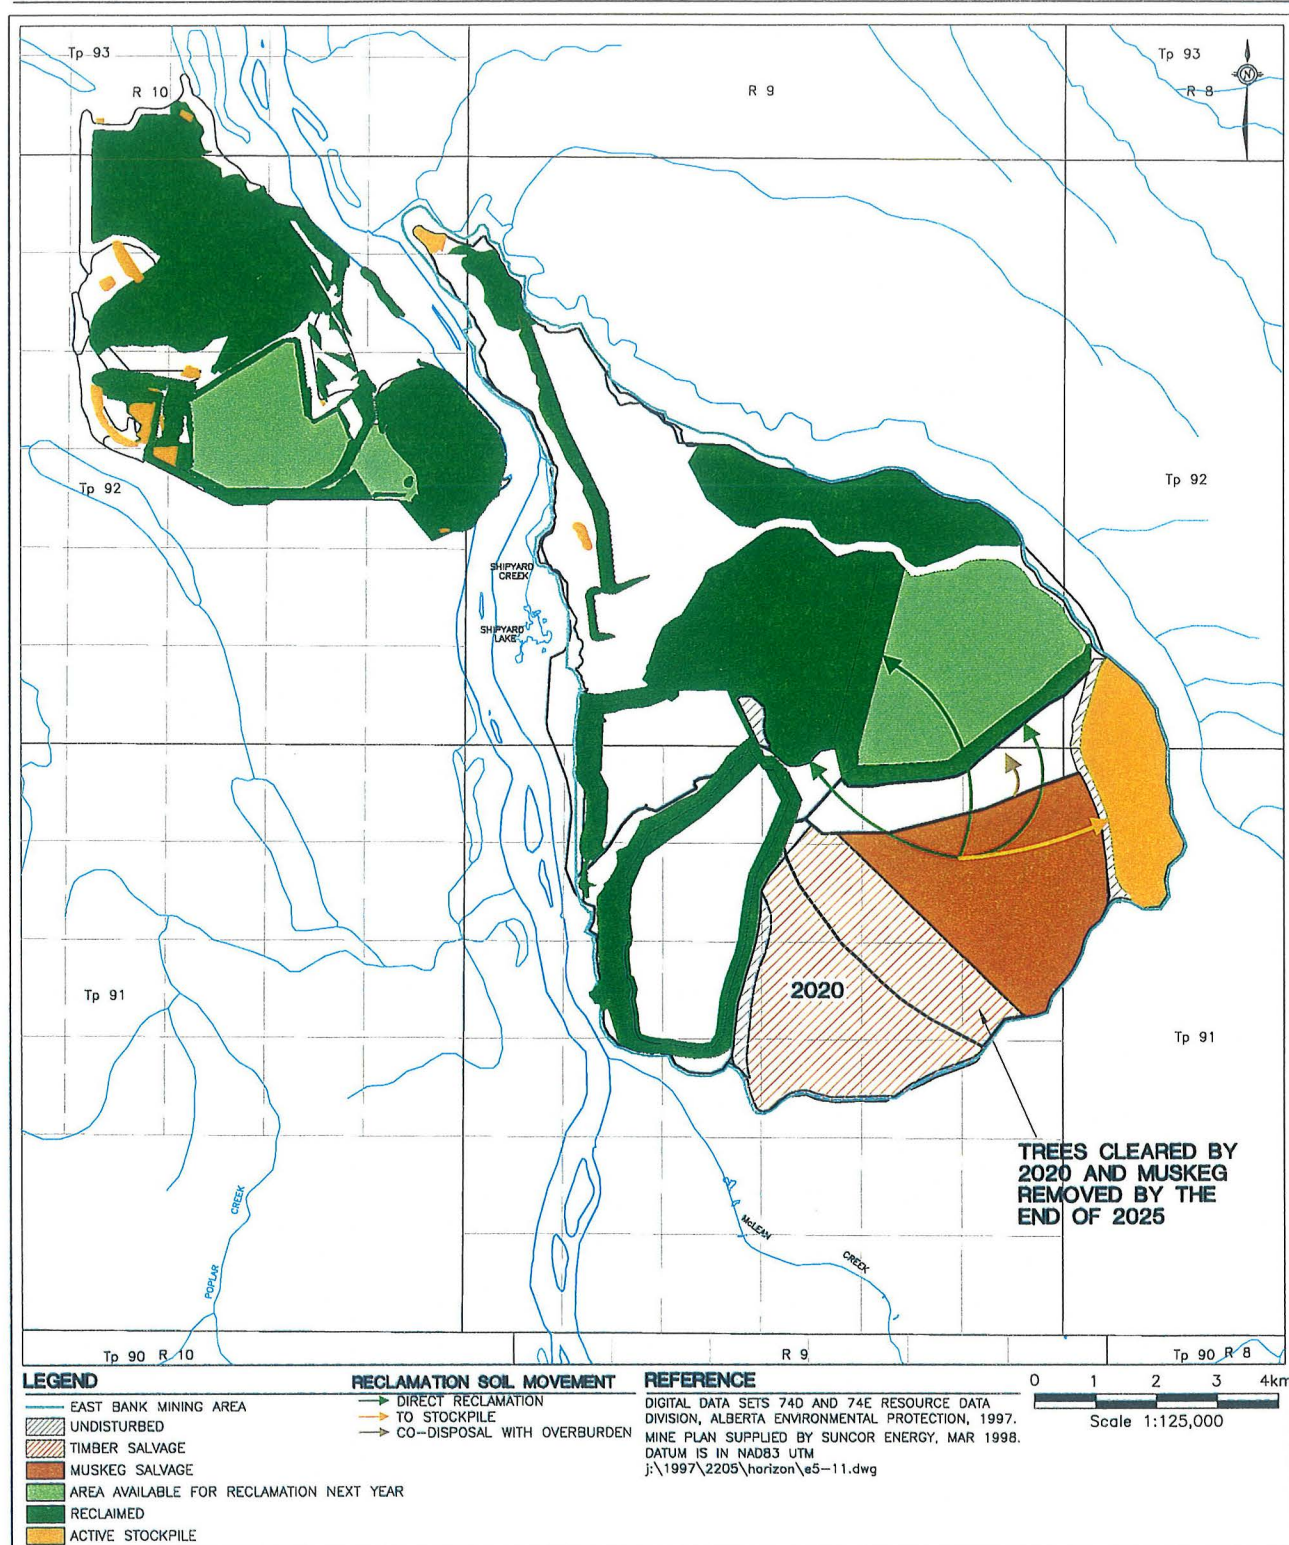 Tp 93
R 10
R 9
Tp 93
R 8
N
Tp 92
Tp 92
SHIPYARD
CREEK
SHIPYARD
LAKE
2020
Tp 91
Tp 91
TREES CLEARED BY
2020 AND MUSKEG
REMOVED BY THE
END OF 2025
POPLAR CREEK
McLEAN CREEK
Tp 90 R 10
R 9
Tp 90 R 8
LEGEND
EAST BANK MINING AREA
UNDISTURBED
TIMBER SALVAGE
MUSKEG SALVAGE
AREA AVAILABLE FOR RECLAMATION NEXT YEAR
RECLAIMED
ACTIVE STOCKPILE
RECLAMATION SOIL MOVEMENT
DIRECT RECLAMATION
TO STOCKPILE
CO-DISPOSAL WITH OVERBURDEN
REFERENCE
DIGITAL DATA SETS 74D AND 74E RESOURCE DATA
DIVISION, ALBERTA ENVIRONMENTAL PROTECTION, 1997.
MINE PLAN SUPPLIED BY SUNCOR ENERGY, MAR 1998.
DATUM IS IN NAD83 UTM
j:\1997\2205\horizon\e5-11.dwg
0 1 2 3 4km
Scale 1:125,000